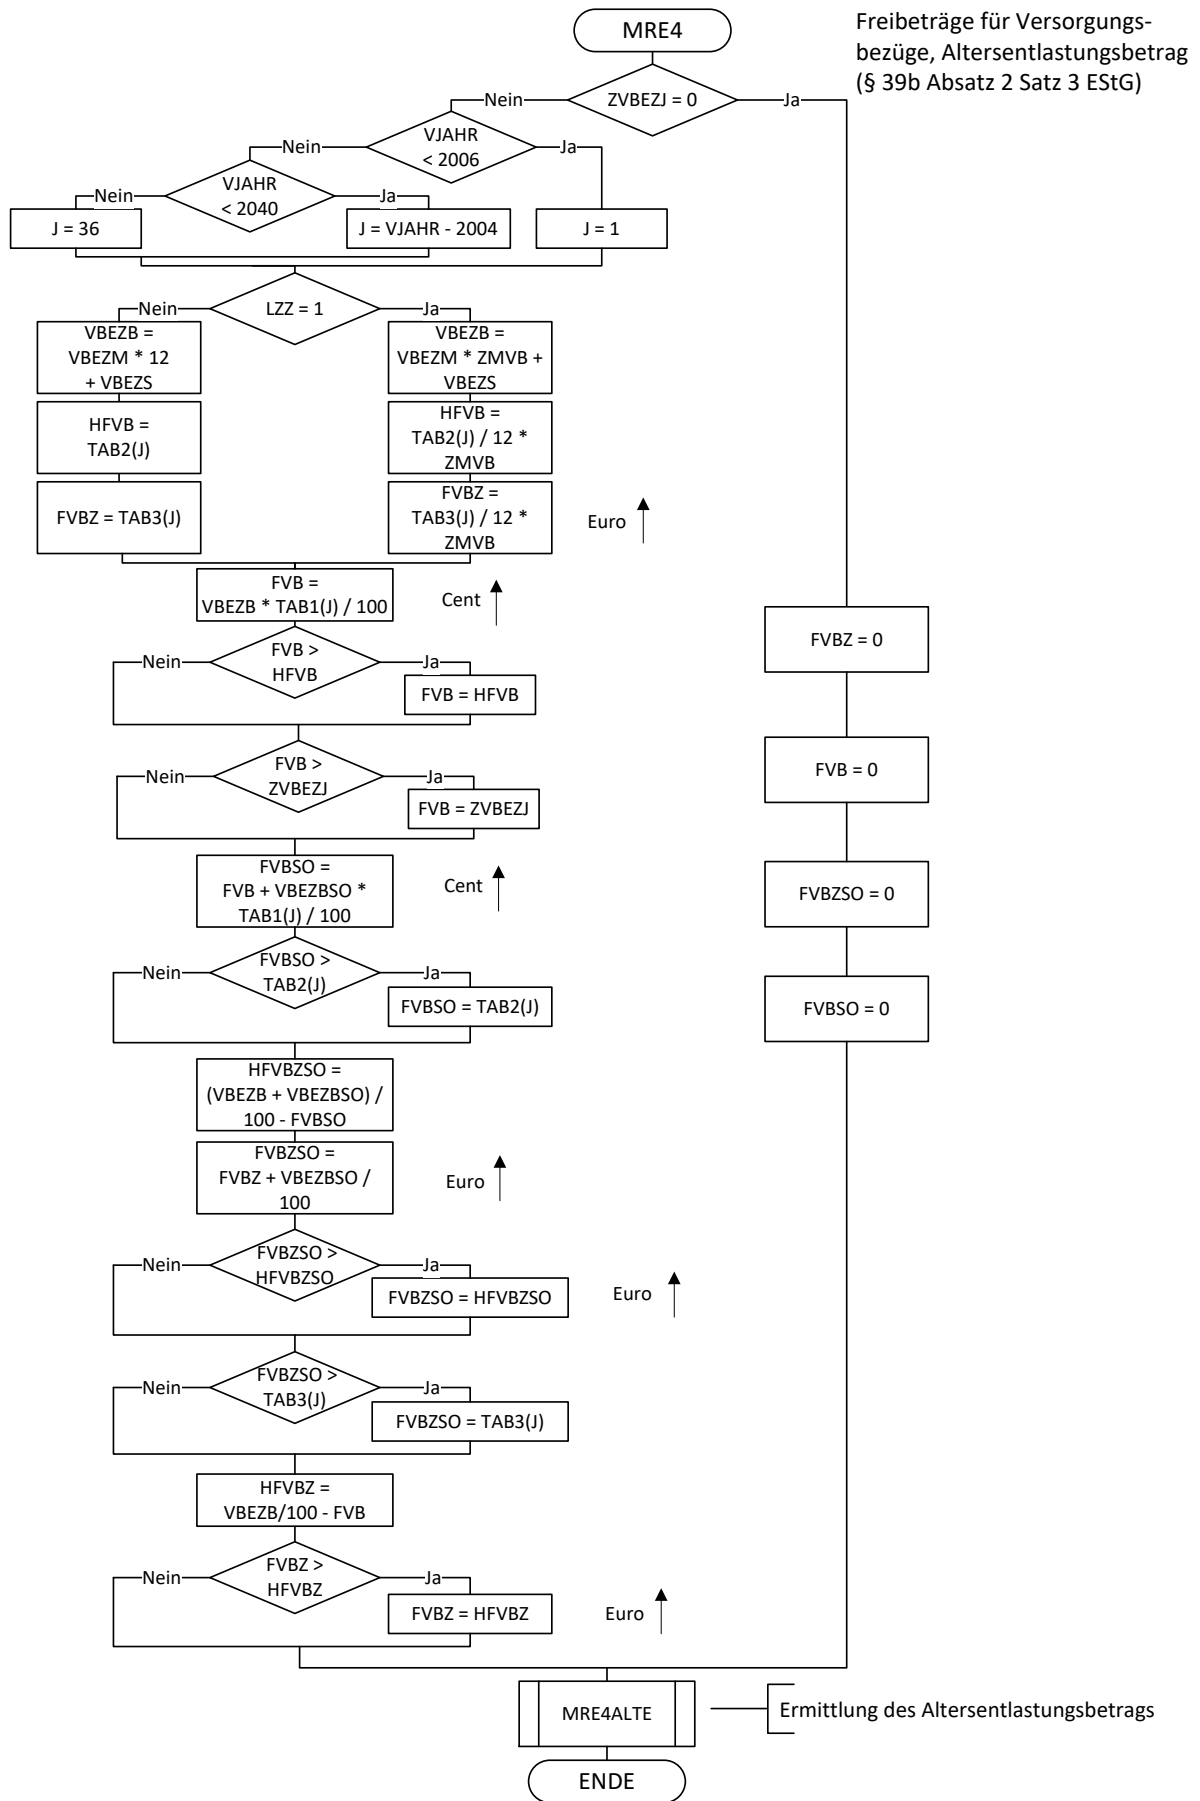 MRE4
Freibeträge für Versorgungs-
bezüge, Altersentlastungsbetrag
(§ 39b Absatz 2 Satz 3 EStG)
Nein
ZVBEZJ = 0
Ja
Nein
VJAHR
< 2006
Ja
Nein
VJAHR
< 2040
Ja
J = 36
J = VJAHR - 2004
J = 1
Nein
LZZ = 1
Ja
VBEZB =
VBEZM * 12
+ VBEZS
VBEZB =
VBEZM * ZMVB +
VBEZS
HFVB =
TAB2(J)
HFVB =
TAB2(J) / 12 *
ZMVB
FVBZ = TAB3(J)
FVBZ =
TAB3(J) / 12 *
ZMVB
Euro
FVB =
VBEZB * TAB1(J) / 100
Cent
FVBZ = 0
Nein
FVB >
HFVB
Ja
FVB = HFVB
FVB = 0
Nein
FVB >
ZVBEZJ
Ja
FVB = ZVBEZJ
FVBSO =
FVB + VBEZBSO *
TAB1(J) / 100
Cent
FVBZSO = 0
Nein
FVBSO >
TAB2(J)
Ja
FVBSO = TAB2(J)
FVBSO = 0
HFVBZSO =
(VBEZB + VBEZBSO) /
100 - FVBSO
FVBZSO =
FVBZ + VBEZBSO /
100
Euro
Nein
FVBZSO >
HFVBZSO
Ja
FVBZSO = HFVBZSO
Euro
Nein
FVBZSO >
TAB3(J)
Ja
FVBZSO = TAB3(J)
HFVBZ =
VBEZB/100 - FVB
Nein
FVBZ >
HFVBZ
Ja
FVBZ = HFVBZ
Euro
MRE4ALTE
Ermittlung des Altersentlastungsbetrags
ENDE